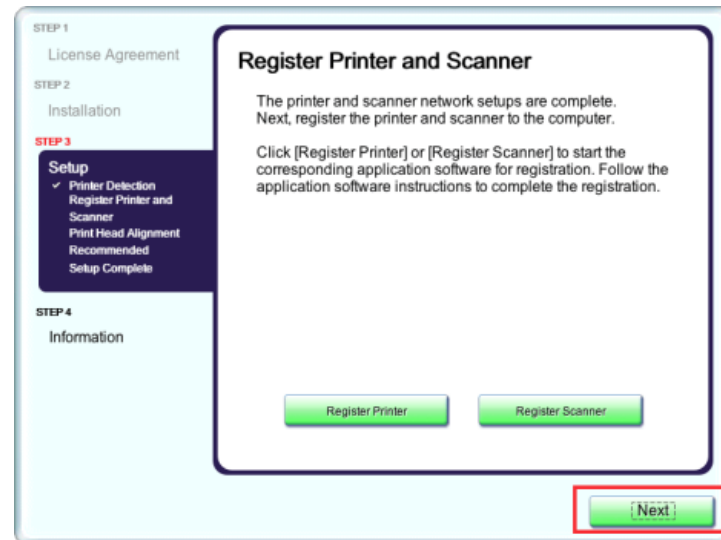 STEP 1
License Agreement
STEP 2
Installation
STEP 3
Setup
✓ Printer Detection
Register Printer and
Scanner
Print Head Alignment
Recommended
Setup Complete
STEP 4
Information
Register Printer and Scanner
The printer and scanner network setups are complete.
Next, register the printer and scanner to the computer.
Click [Register Printer] or [Register Scanner] to start the
corresponding application software for registration. Follow the
application software instructions to complete the registration.
Register Printer
Register Scanner
Next